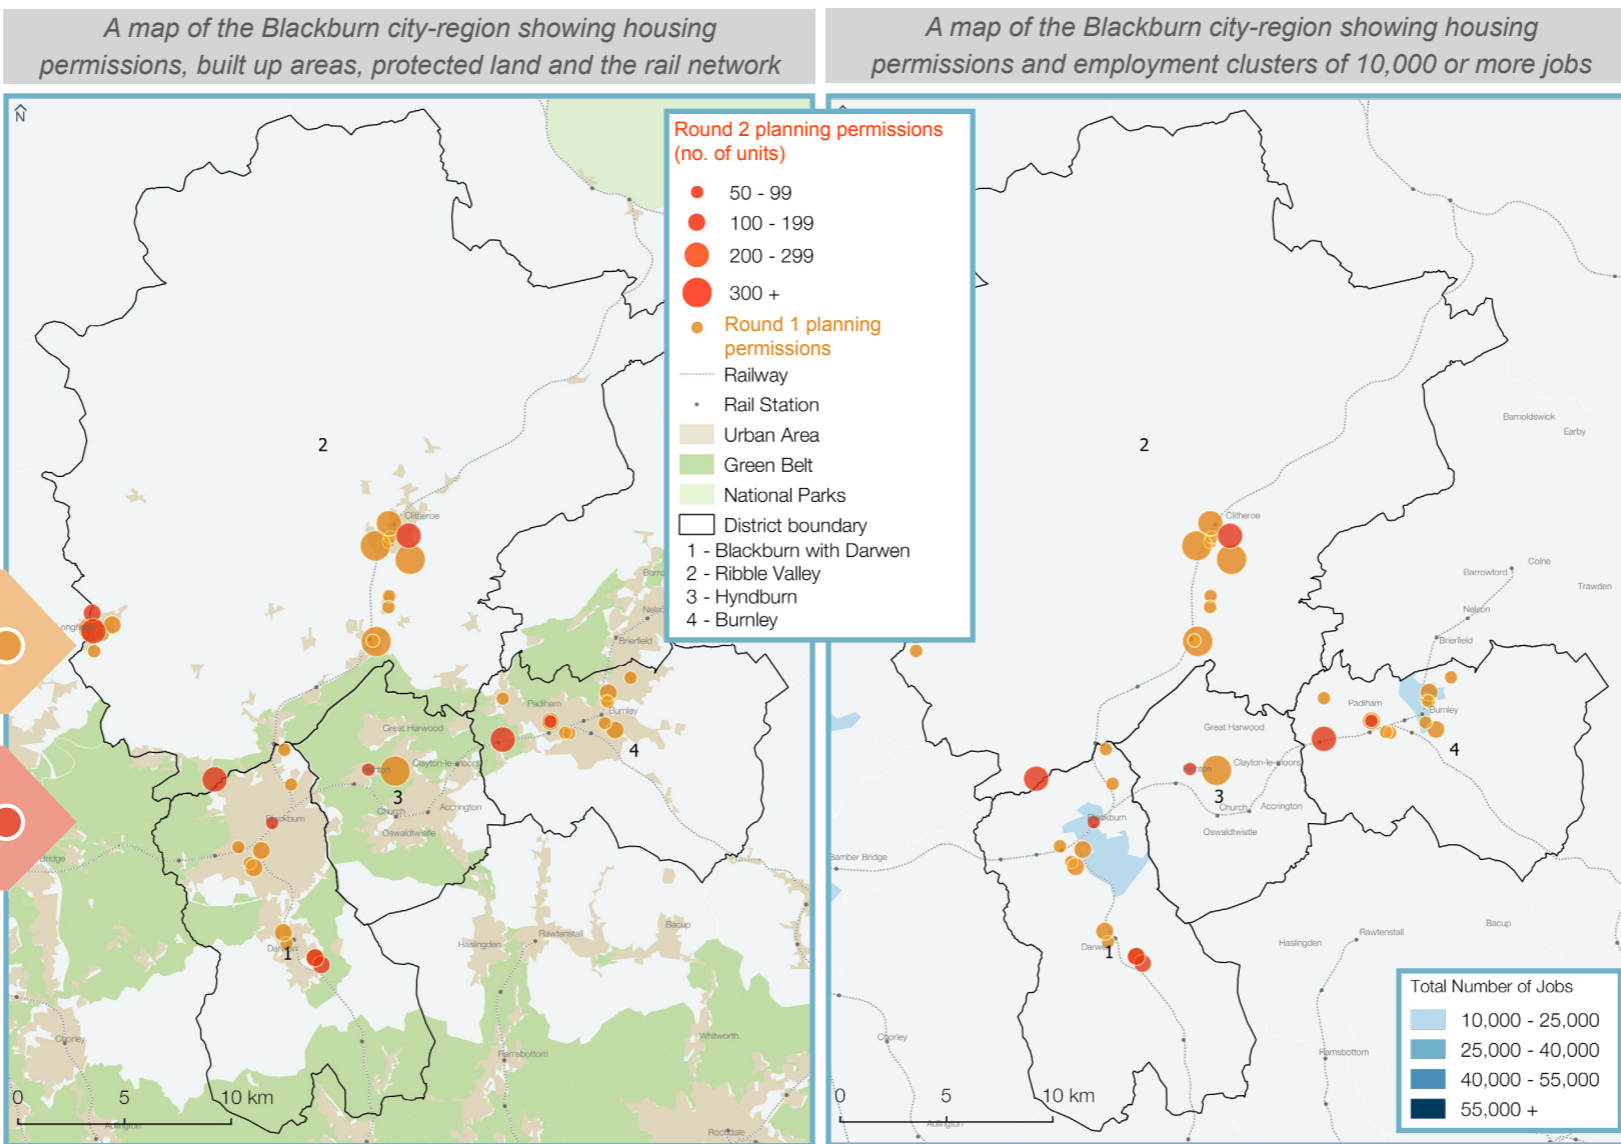 A map of the Blackburn city-region showing housing
permissions, built up areas, protected land and the rail network
A map of the Blackburn city-region showing housing
permissions and employment clusters of 10,000 or more jobs
N
Round 2 planning permissions
(no. of units)
50 - 99
100 - 199
200 - 299
300 +
Round 1 planning
permissions
Railway
Rail Station
Urban Area
Green Belt
National Parks
District boundary
1 - Blackburn with Darwen
2 - Ribble Valley
3 - Hyndburn
4 - Burnley
2
Clitheroe
Brierfield
Padiham
Burnley
4
Great Harwood
Clayton-le-moors
3
Church
Accrington
Oswaldtwistle
Blackburn
Bridge
1
Haslingden
Rawtenstall
Bacup
Chorley
Ramsbottom
Whitworth
Rochdale
Adlington
0 5 10 km
2
Barnoldswick
Earby
Clitheroe
Colne
Barrowford
Trawden
Nelson
Brierfield
Padiham
Burnley
4
Great Harwood
Clayton-le-moors
3
Church
Accrington
Oswaldtwistle
Blackburn
Bamber Bridge
Darwen
1
Haslingden
Rawtenstall
Bacup
Chorley
Ramsbottom
Adlington
0 5 10 km
Total Number of Jobs
10,000 - 25,000
25,000 - 40,000
40,000 - 55,000
55,000 +